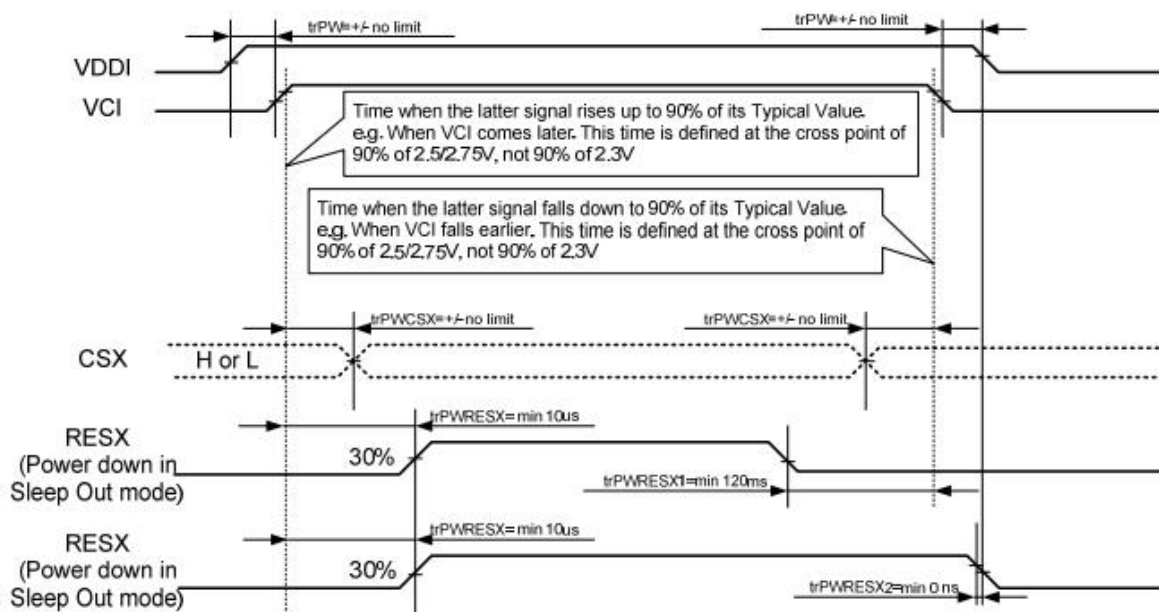 trPW=+/- no limit
trPW=+/- no limit
VDDI
VCI
Time when the latter signal rises up to 90% of its Typical Value.
e.g. When VCI comes later. This time is defined at the cross point of
90% of 2.5/2.75V, not 90% of 2.3V
Time when the latter signal falls down to 90% of its Typical Value.
e.g. When VCI falls earlier. This time is defined at the cross point of
90% of 2.5/2.75V, not 90% of 2.3V
trPWCSX=+/- no limit
trPWCSX=+/- no limit
CSX
H or L
trPWRESX= min 10us
RESX
(Power down in
Sleep Out mode)
30%
trPWRESX1=min 120ms
trPWRESX= min 10us
RESX
(Power down in
Sleep Out mode)
30%
trPWRESX2=min 0 ns